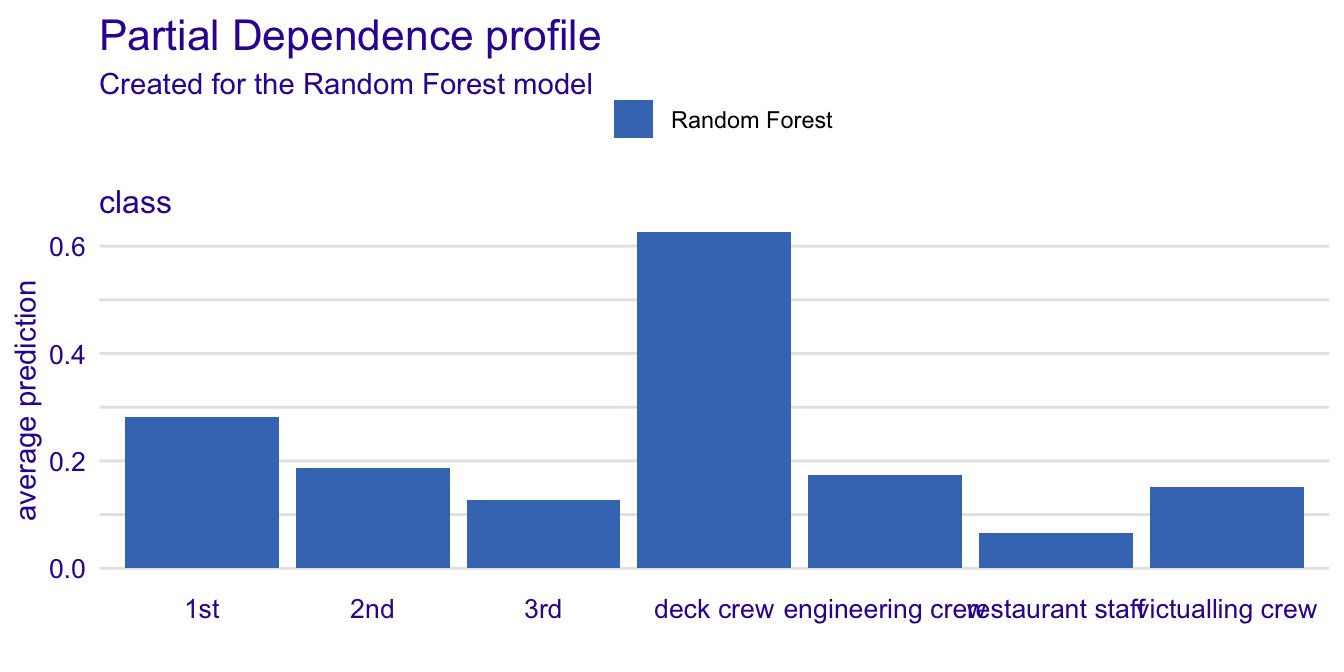 Partial Dependence profile
Created for the Random Forest model
Random Forest
class
average prediction
0.6
0.4
0.2
0.0
1st 2nd 3rd deck crew engineering crew restaurant staff victualling crew